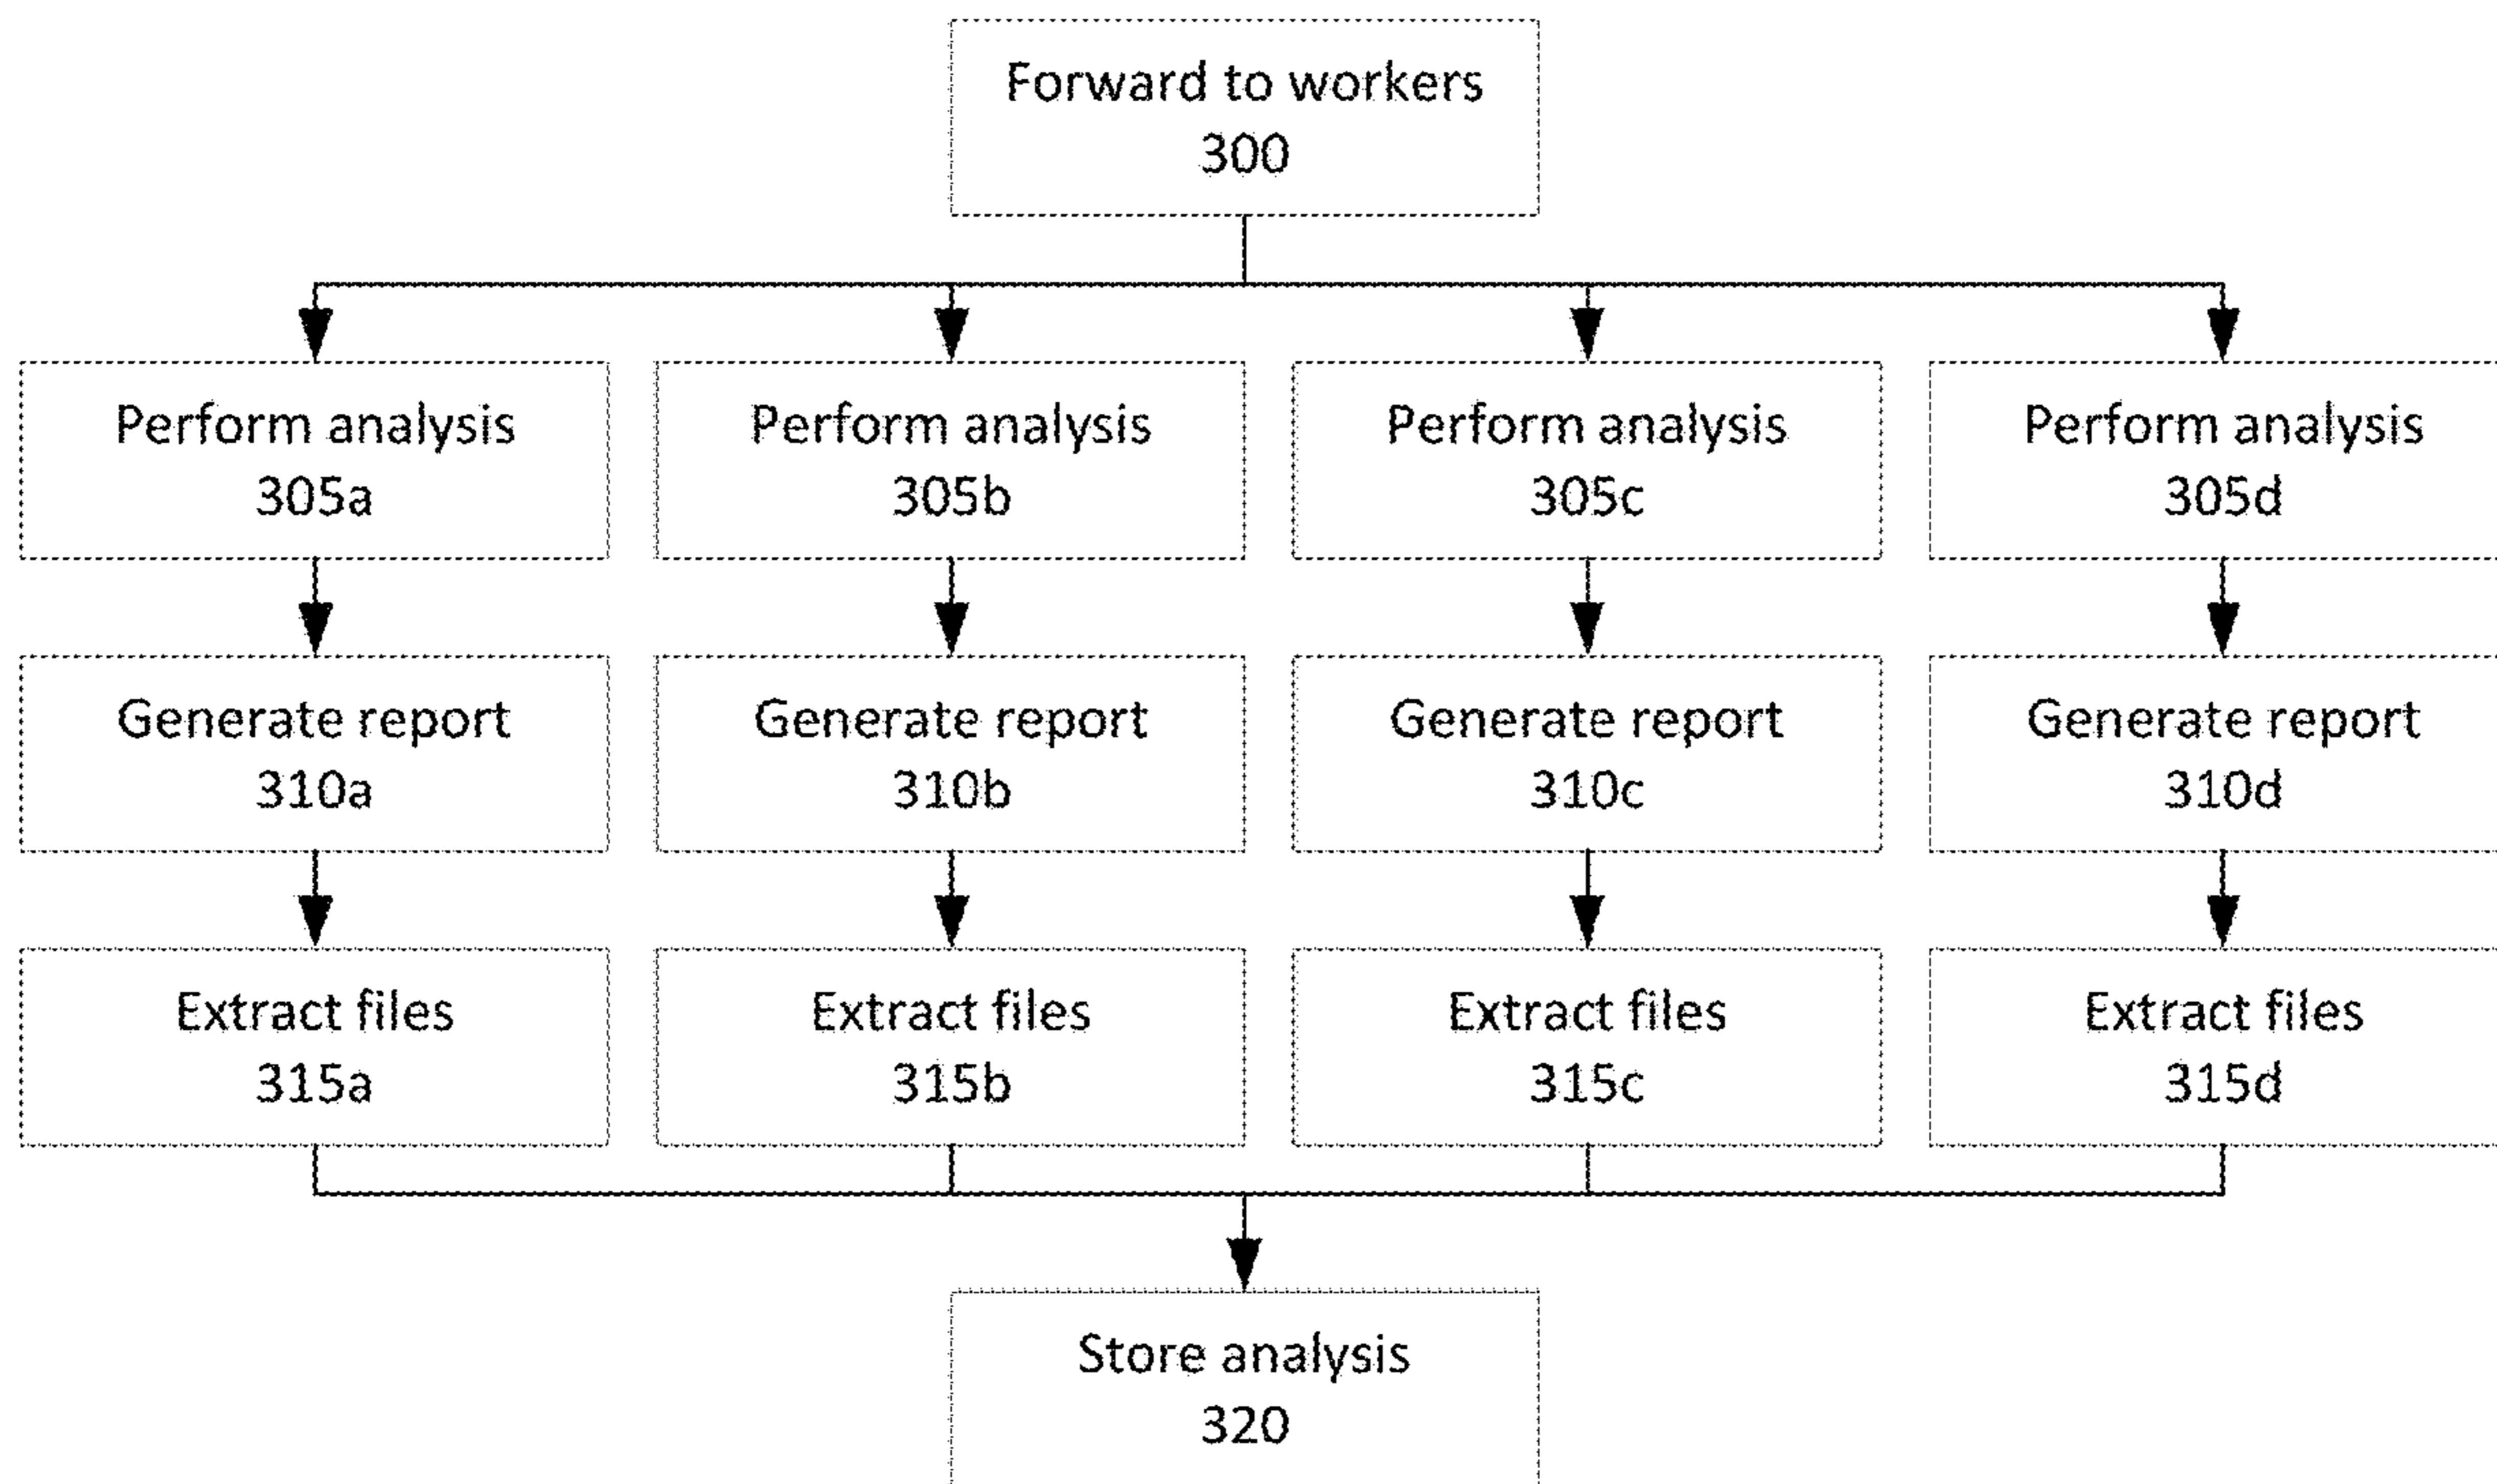 Forward to workers
300
Perform analysis
305a
Perform analysis
305b
Perform analysis
305c
Perform analysis
305d
Generate report
310a
Generate report
310b
Generate report
310c
Generate report
310d
Extract files
315a
Extract files
315b
Extract files
315c
Extract files
315d
Store analysis
320